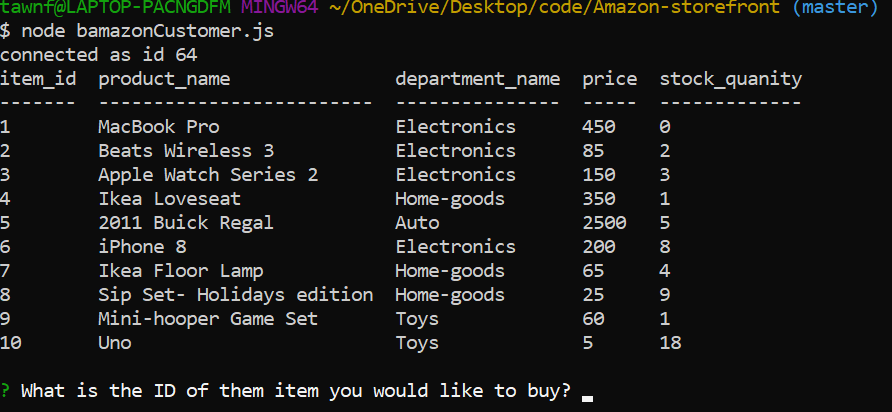 tawnf@LAPTOP-PACNGDFM MINGW64 ~/OneDrive/Desktop/code/Amazon-storefront (master)
$ node bamazonCustomer.js
connected as id 64
item_id  product_name              department_name  price  stock_quanity
-------  ------------------------  ---------------  -----  -------------
1        MacBook Pro               Electronics      450    0
2        Beats Wireless 3          Electronics      85     2
3        Apple Watch Series 2      Electronics      150    3
4        Ikea Loveseat             Home-goods       350    1
5        2011 Buick Regal          Auto             2500   5
6        iPhone 8                  Electronics      200    8
7        Ikea Floor Lamp           Home-goods       65     4
8        Sip Set- Holidays edition  Home-goods       25     9
9        Mini-hooper Game Set      Toys             60     1
10       Uno                       Toys             5      18
? What is the ID of them item you would like to buy?